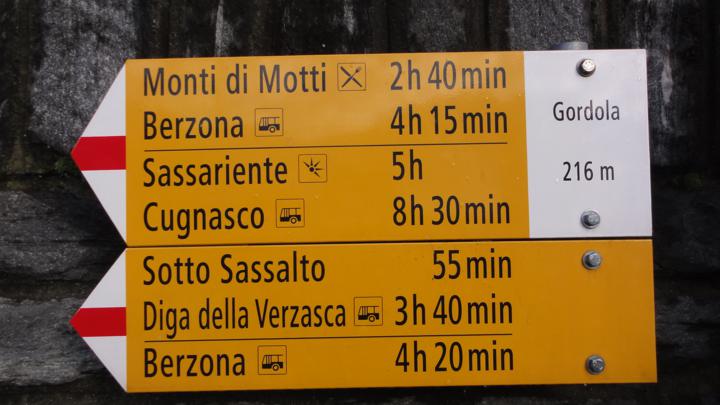 Monti di Motti 2h 40min
Berzona 4h 15min
Sassariente 5h
Cugnasco 8h 30min
Gordola
216 m
Sotto Sassalto 55min
Diga della Verzasca 3h 40min
Berzona 4h 20min